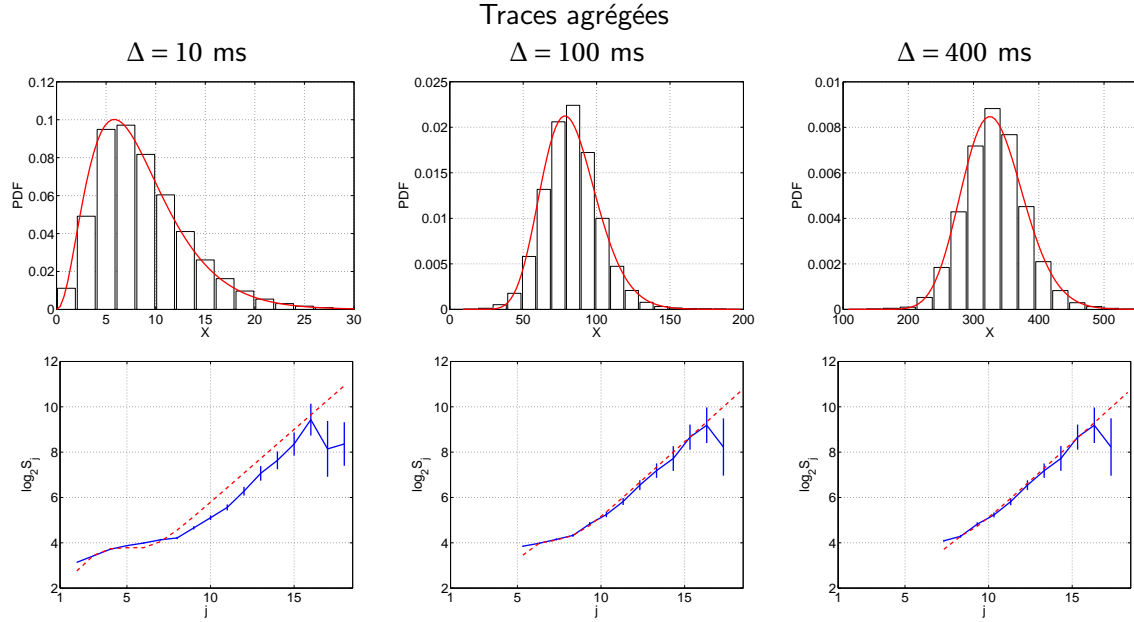 Traces agrégées
Δ = 10 ms
Δ = 100 ms
Δ = 400 ms
0.12
0.1
0.08
0.06
0.04
0.02
0
PDF
0 5 10 15 20 25 30
X
0.025
0.02
0.015
0.01
0.005
0
PDF
0 50 100 150 200
X
0.01
0.008
0.006
0.004
0.002
0
PDF
100 200 300 400 500
X
12
10
8
6
4
2
log₂S_j
1 5 10 15
j
12
10
8
6
4
2
log₂S_j
1 5 10 15
j
12
10
8
6
4
2
log₂S_j
1 5 10 15
j